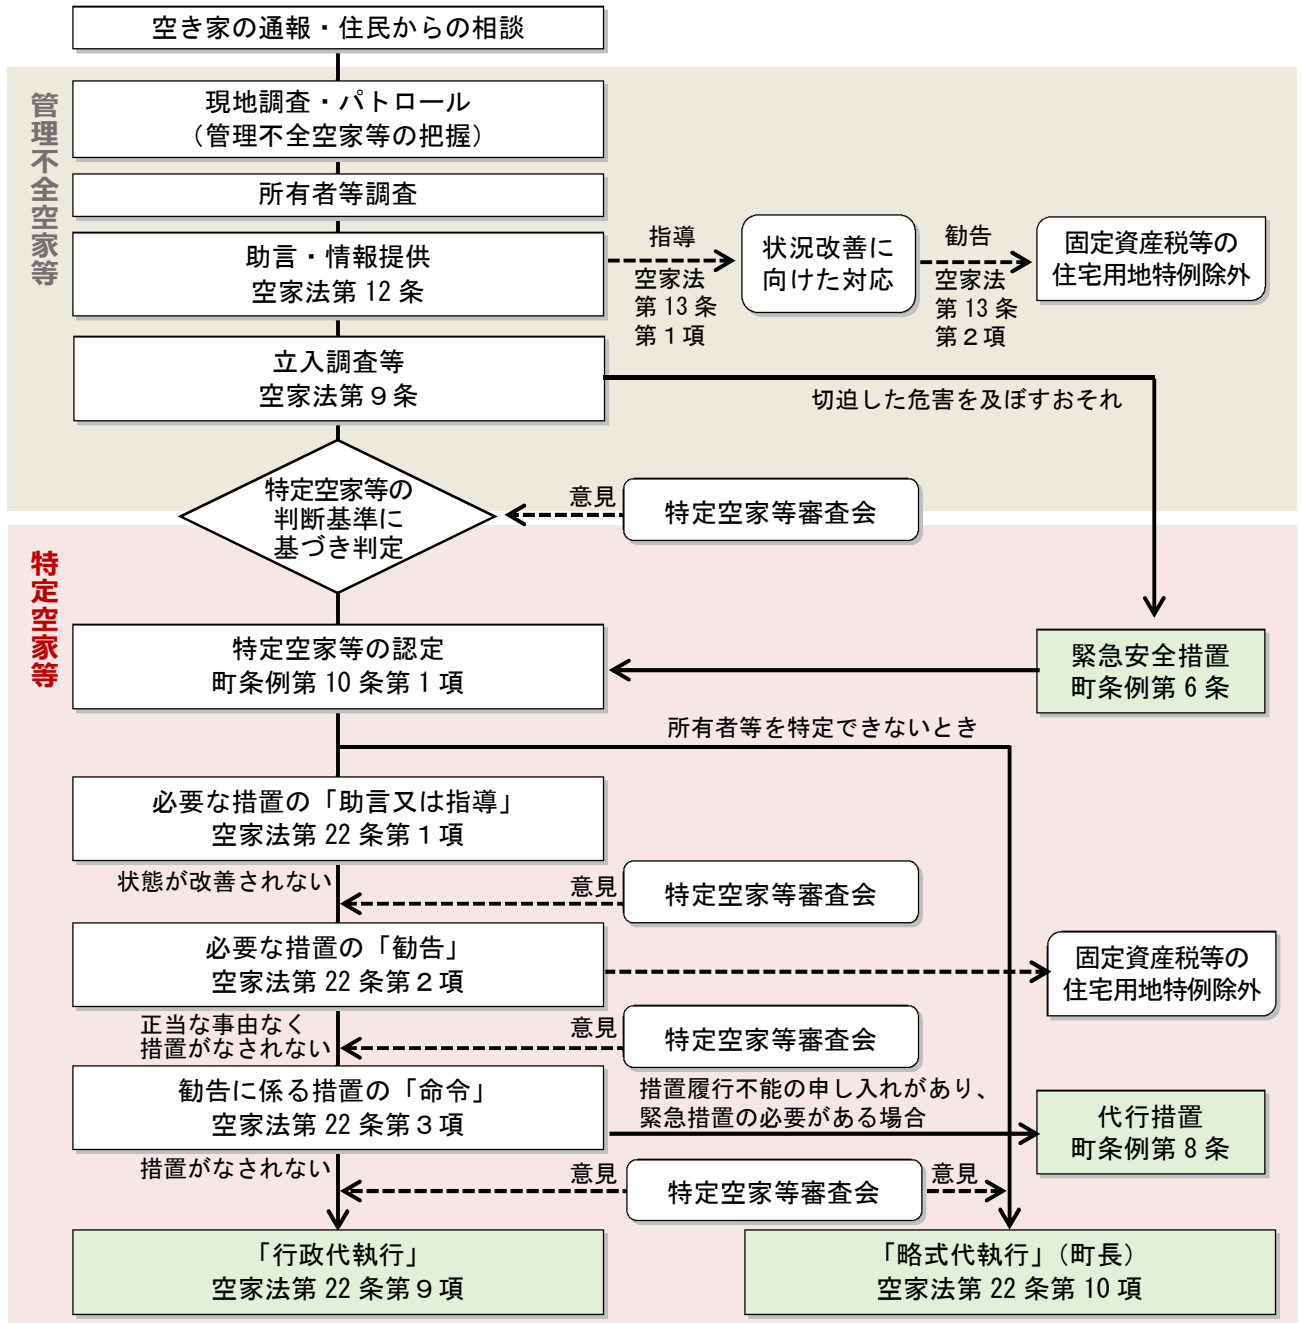 空き家の通報・住民からの相談
管理不全空家等
現地調査・パトロール
（管理不全空家等の把握）
所有者等調査
助言・情報提供
空家法第 12 条
指導
空家法
第 13 条
第 1 項
状況改善に
向けた対応
勧告
空家法
第 13 条
第 2 項
固定資産税等の
住宅用地特例除外
立入調査等
空家法第 9 条
切迫した危害を及ぼすおそれ
特定空家等の
判断基準に
基づき判定
意見
特定空家等審査会
特定空家等
特定空家等の認定
町条例第 10 条第 1 項
緊急安全措置
町条例第 6 条
所有者等を特定できないとき
必要な措置の「助言又は指導」
空家法第 22 条第 1 項
状態が改善されない
意見
特定空家等審査会
必要な措置の「勧告」
空家法第 22 条第 2 項
固定資産税等の
住宅用地特例除外
正当な事由なく
措置がなされない
意見
特定空家等審査会
勧告に係る措置の「命令」
空家法第 22 条第 3 項
措置履行不能の申し入れがあり、
緊急措置の必要がある場合
代行措置
町条例第 8 条
措置がなされない
意見
特定空家等審査会
意見
「行政代執行」
空家法第 22 条第 9 項
「略式代執行」（町長）
空家法第 22 条第 10 項